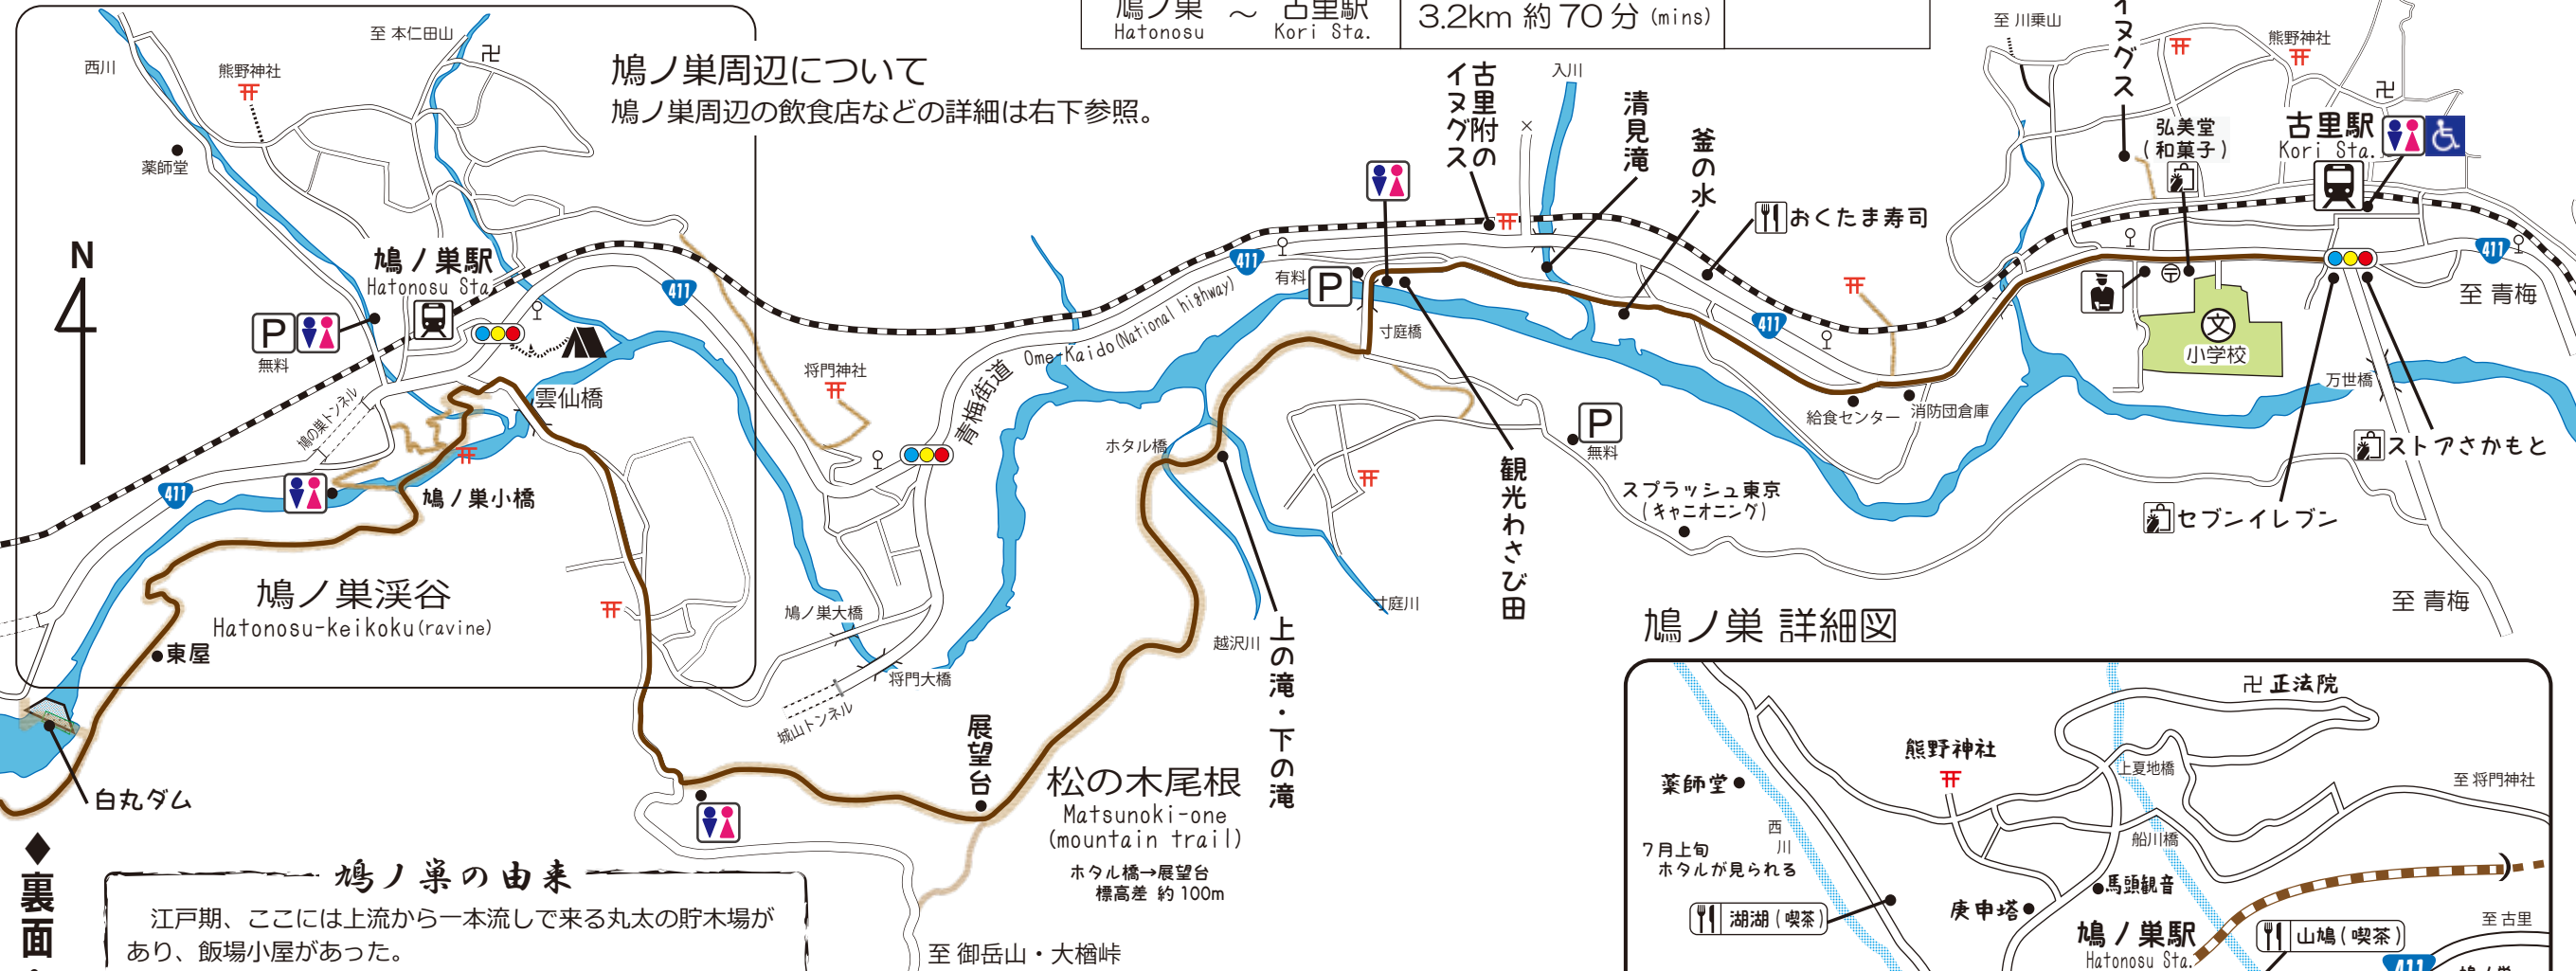 鳩ノ巣 ～ 古里駅
Hatonosu Kori Sta.
3.2km 約 70 分 (mins)
西川
至 本仁田山
卍
熊野神社
薬師堂
鳩ノ巣周辺について
鳩ノ巣周辺の飲食店などの詳細は右下参照。
N
鳩ノ巣駅
Hatonosu Sta.
P
無料
411
雲仙橋
鳩の巣トンネル
411
鳩ノ巣小橋
鳩ノ巣渓谷
Hatonosu-keikoku(ravine)
東屋
白丸ダム
将門神社
青梅街道
Ome-Kaido(National highway)
411
鳩ノ巣大橋
将門大橋
城山トンネル
展望台
松の木尾根
Matsunoki-one
(mountain trail)
ホタル橋→展望台
標高差 約 100m
至 御岳山・大楢峠
ホタル橋
越沢川
上の滝・下の滝
寸庭川
寸庭橋
有料
P
観光わさび田
古里附の
イヌグス
入川
清見滝
釜の水
おくたま寿司
411
P
無料
スプラッシュ東京
(キャニオニング)
給食センター
消防団倉庫
至 川乗山
イヌグス
熊野神社
卍
弘美堂
(和菓子)
古里駅
Kori Sta.
文
小学校
411
至 青梅
万世橋
ストアさかもと
セブンイレブン
至 青梅
◆裏面
鳩ノ巣の由来
江戸期、ここには上流から一本流しで来る丸太の貯木場が
あり、飯場小屋があった。
鳩ノ巣 詳細図
卍 正法院
熊野神社
薬師堂
上夏地橋
至 将門神社
西川
船川橋
7月上旬
ホタルが見られる
馬頭観音
湖湖(喫茶)
庚申塔
鳩ノ巣駅
Hatonosu Sta.
山鳩(喫茶)
至 古里
411